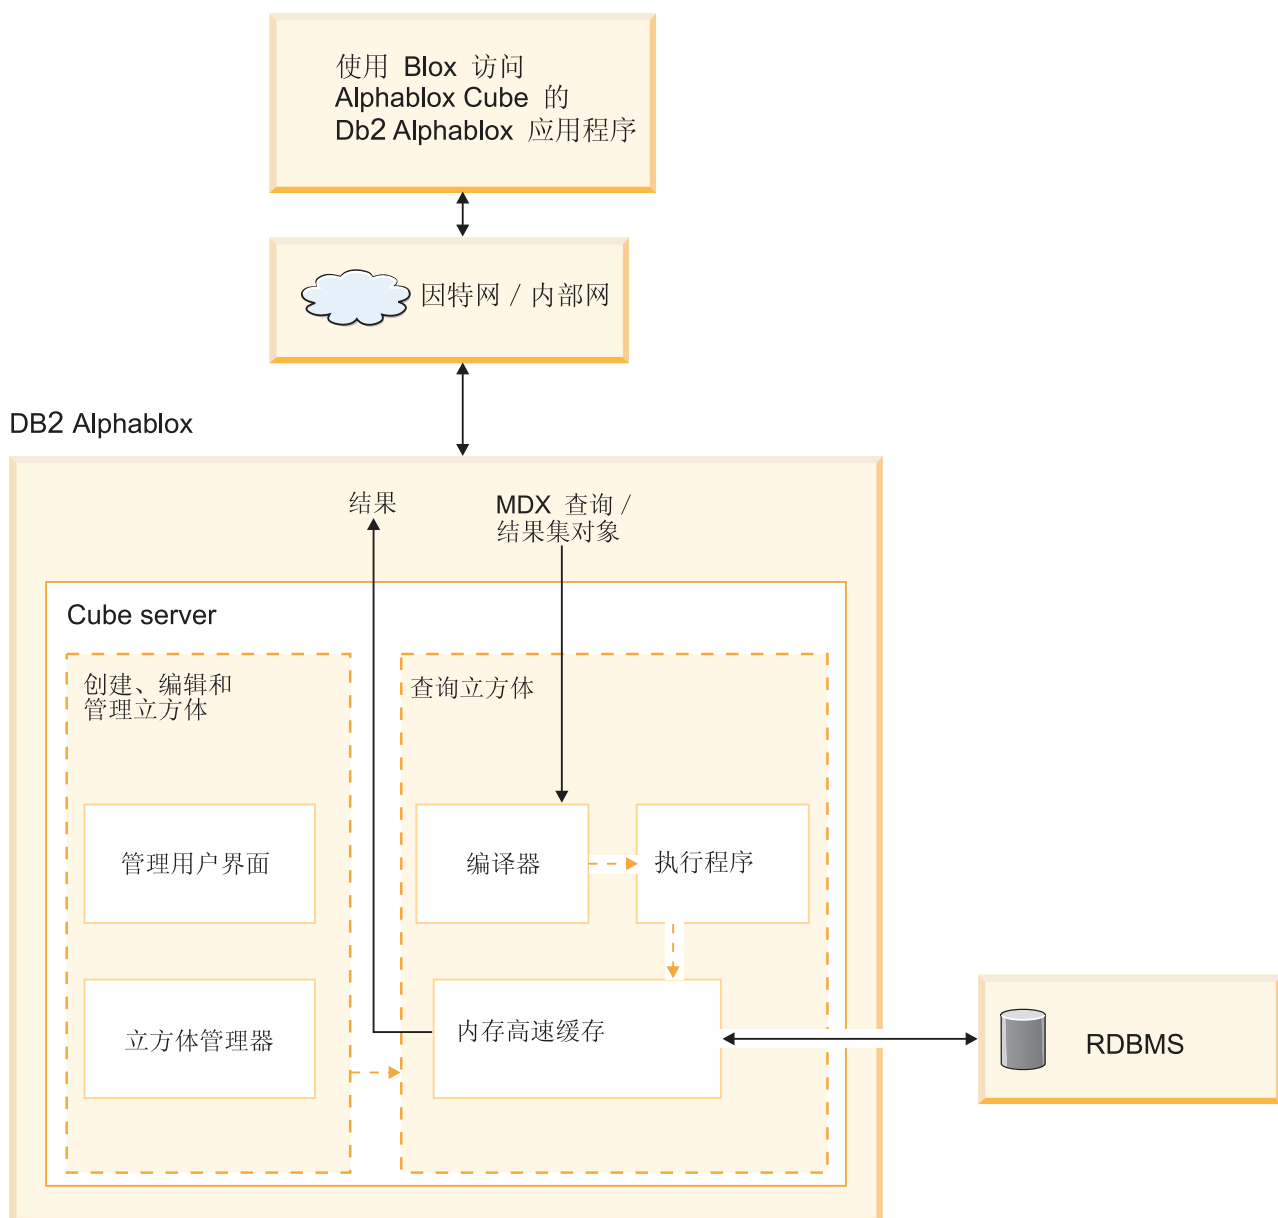 使用 Blox 访问
Alphablox Cube 的
Db2 Alphablox 应用程序
因特网 / 内部网
DB2 Alphablox
结果
MDX 查询 /
结果集对象
Cube server
创建、编辑和
管理立方体
查询立方体
管理用户界面
编译器
执行程序
立方体管理器
内存高速缓存
RDBMS